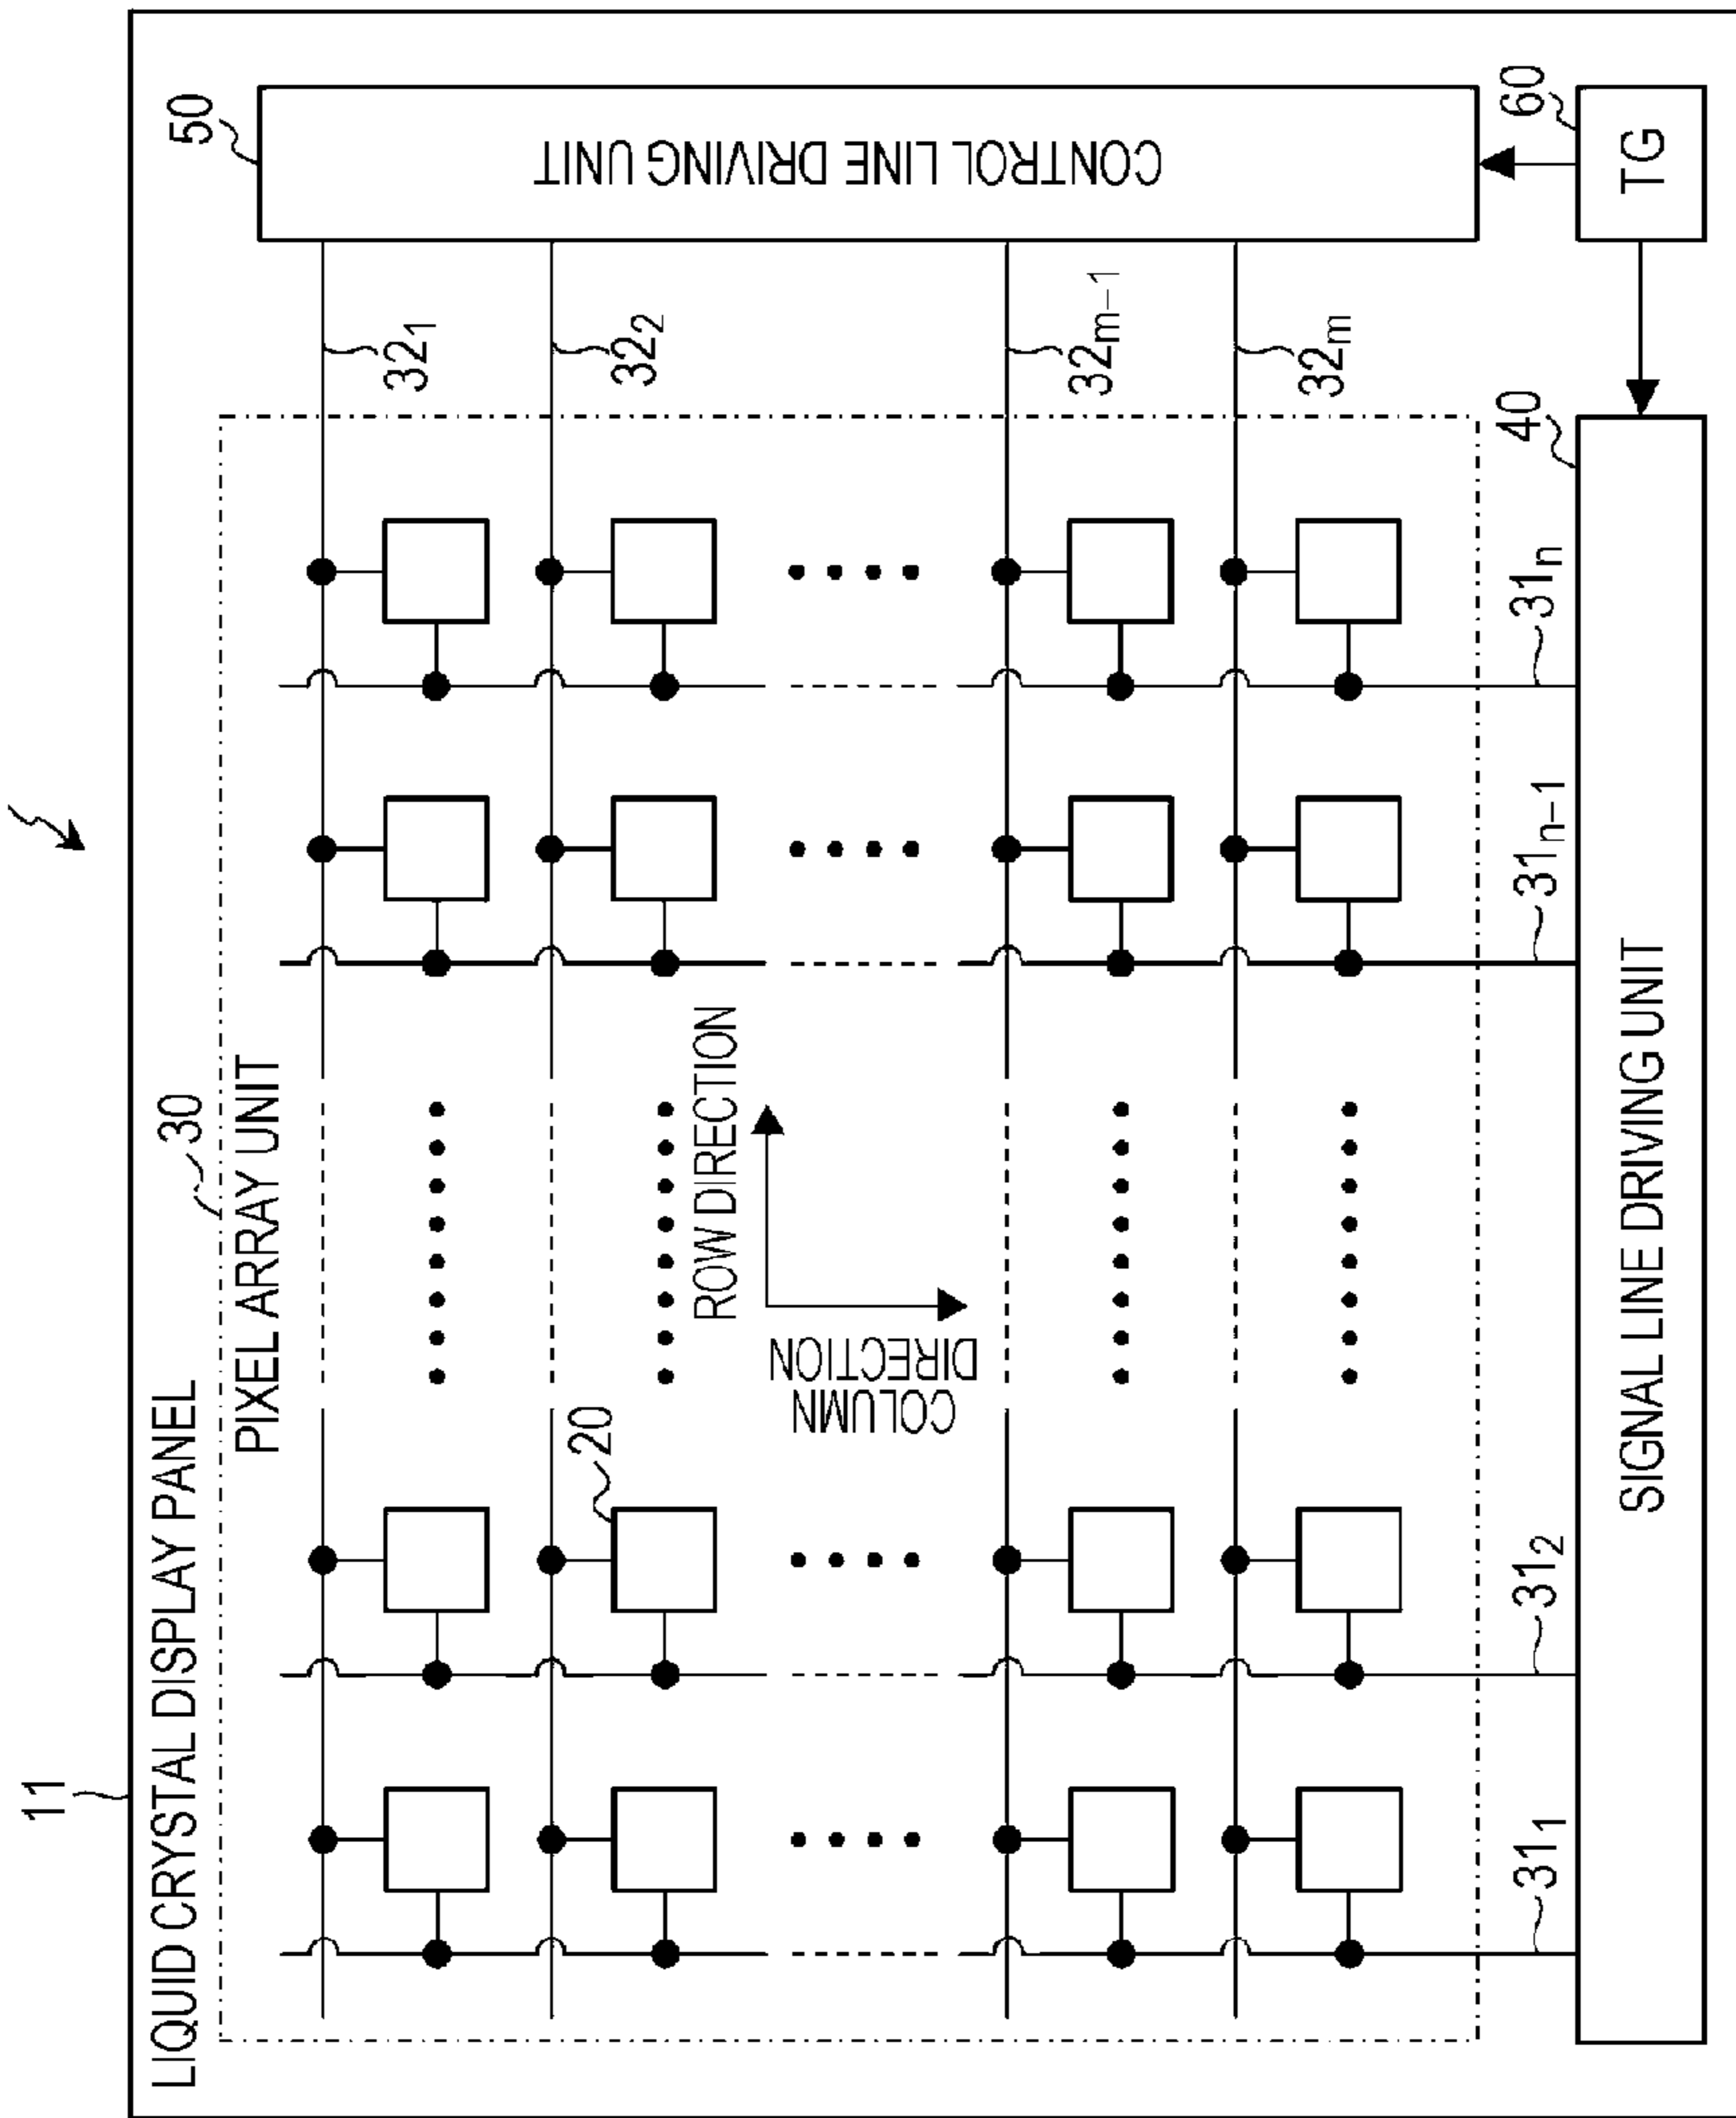 11
LIQUID CRYSTAL DISPLAY PANEL
30
50
PIXEL ARRAY UNIT
32₁
20
32₂
ROW DIRECTION
COLUMN
DIRECTION
CONTROL LINE DRIVING UNIT
32ₘ₋₁
32ₘ
31₁
31₂
31ₙ₋₁
31ₙ
40
60
SIGNAL LINE DRIVING UNIT
TG